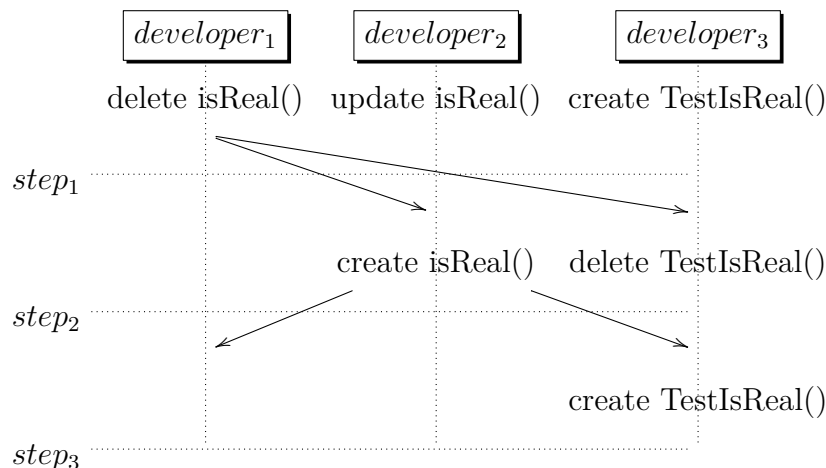 developer₁ developer₂ developer₃
delete isReal() update isReal() create TestIsReal()
step₁
create isReal() delete TestIsReal()
step₂
create TestIsReal()
step₃